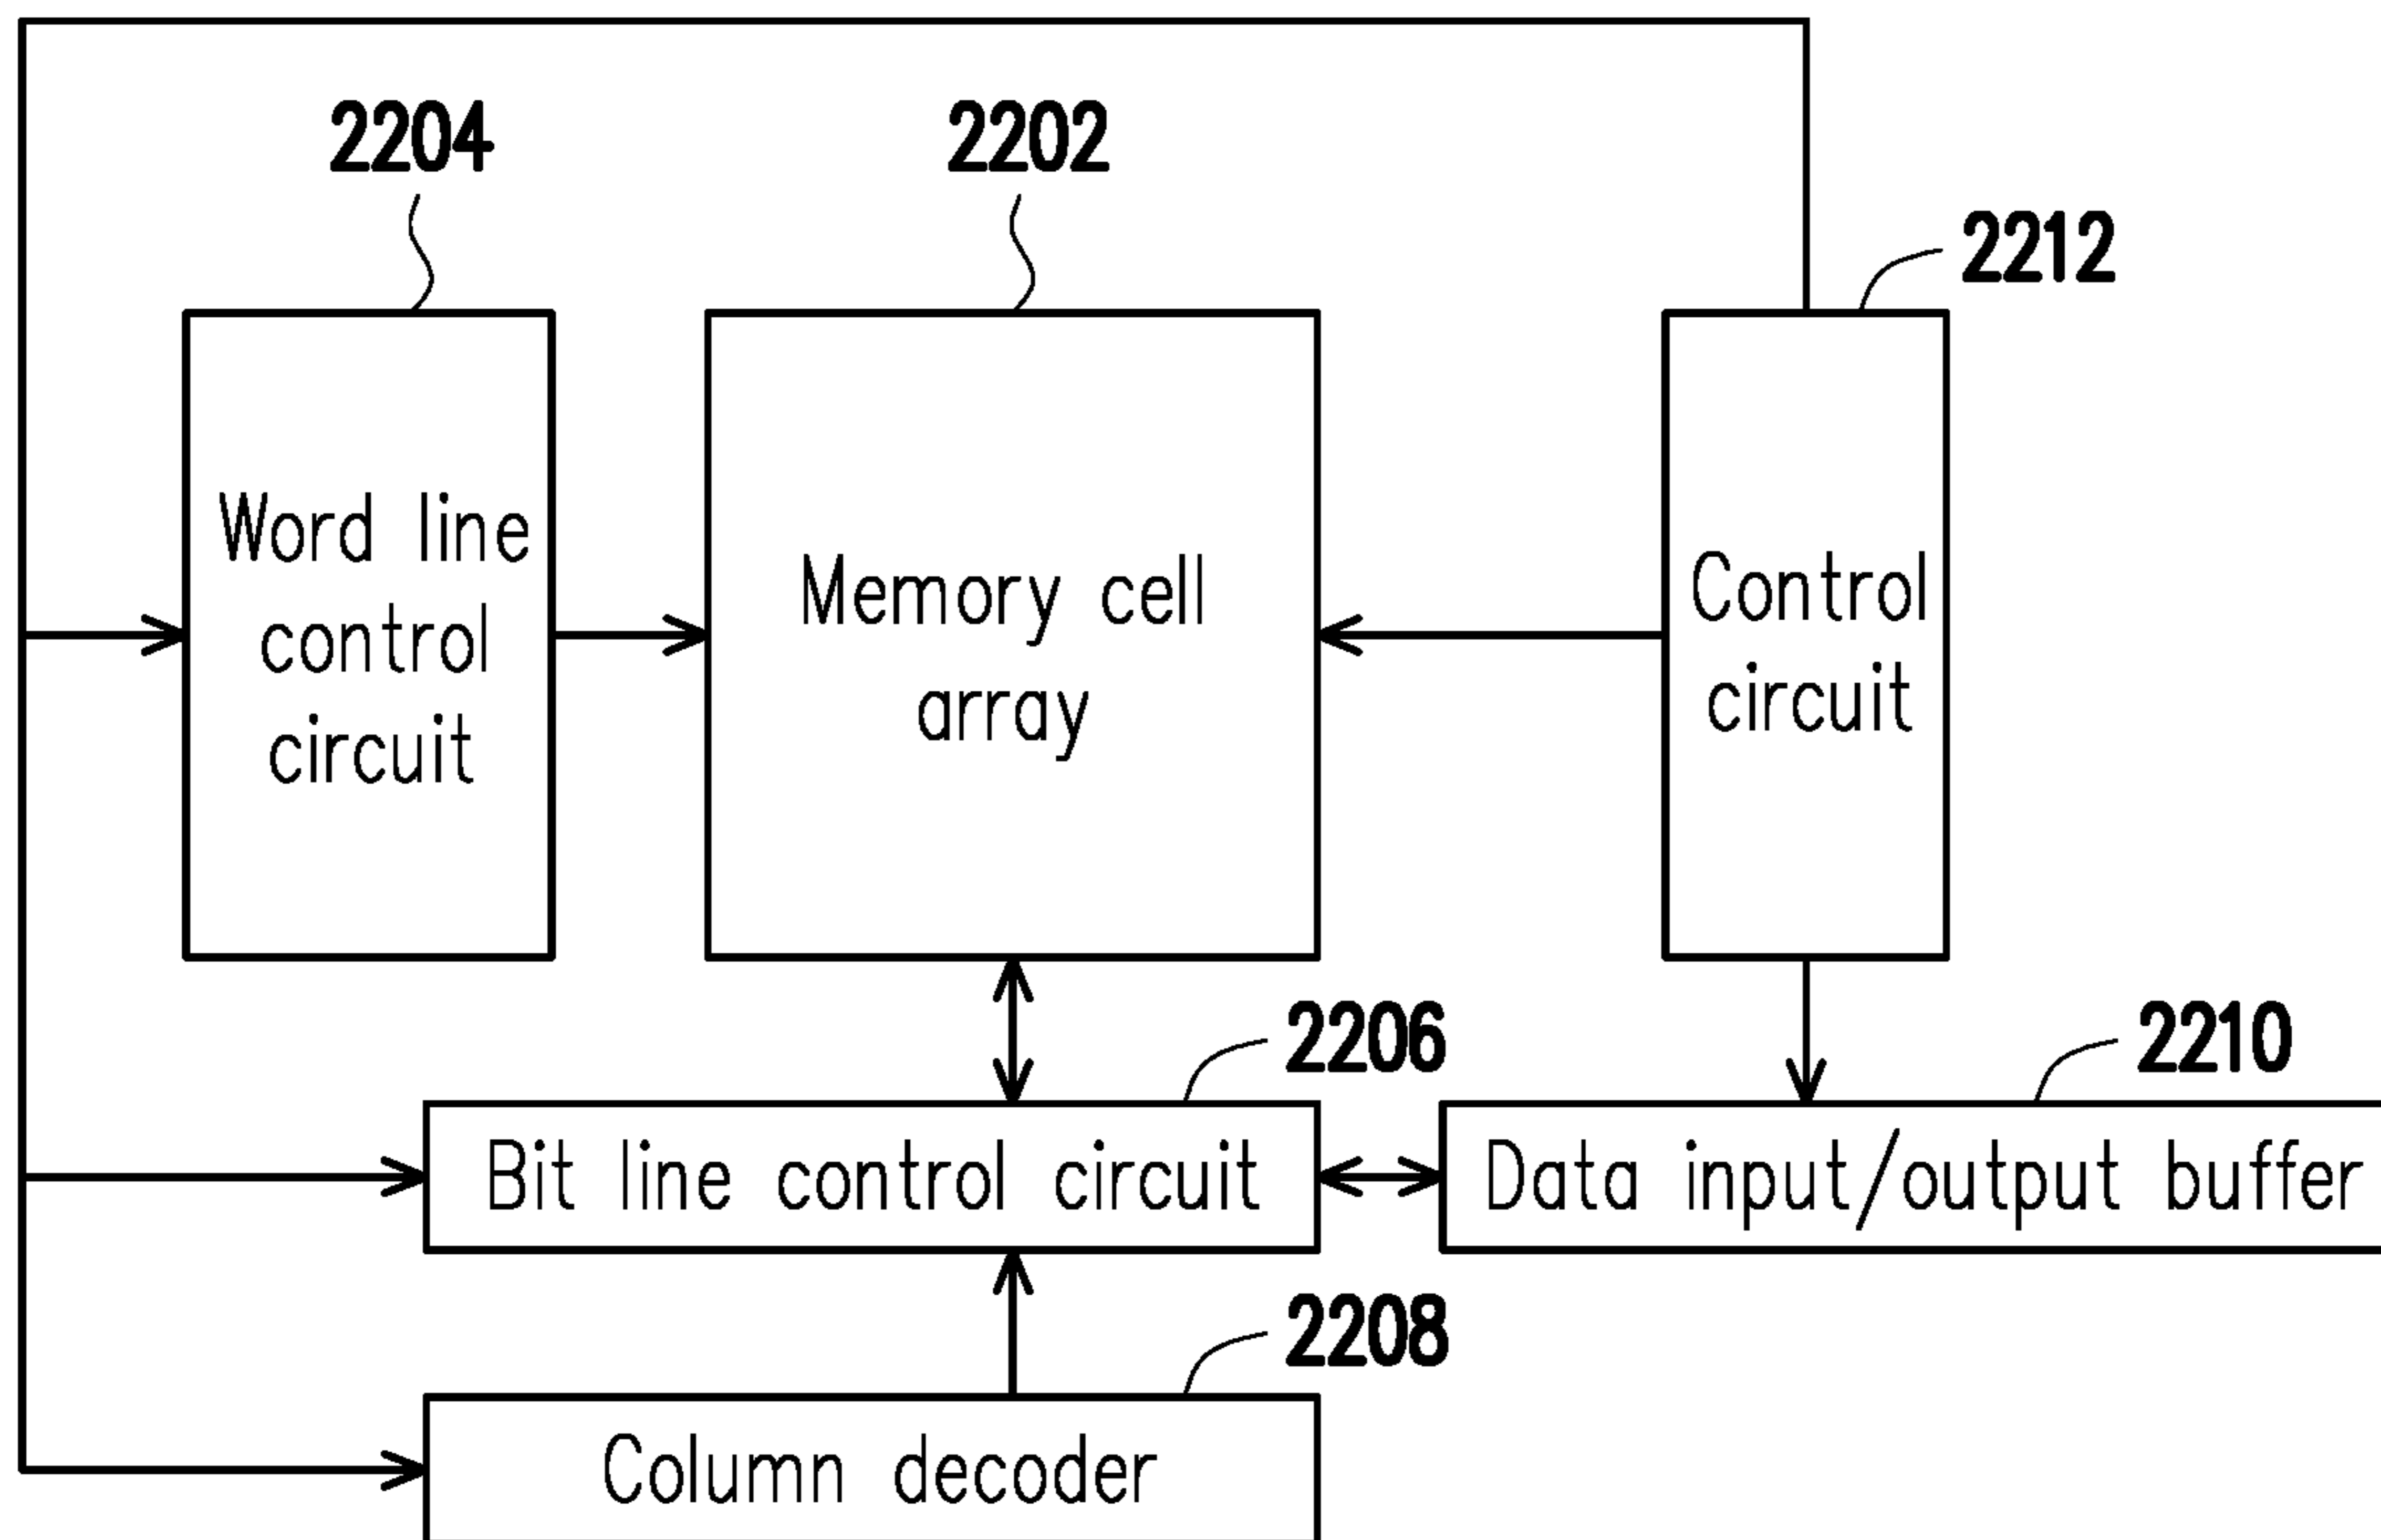 2204
2202
2212
Word line
control
circuit
Memory cell
array
Control
circuit
2206
2210
Bit line control circuit
Data input/output buffer
2208
Column decoder